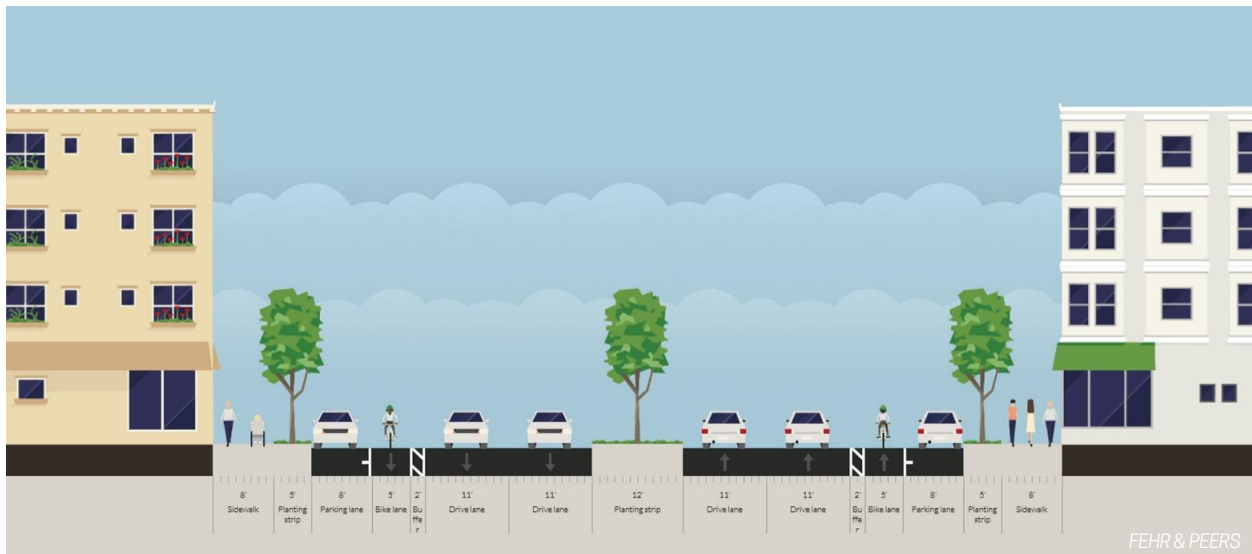 8'
Sidewalk
5'
Planting
strip
8'
Parking lane
5'
Bike lane
2'
Bu
ffe
r
11'
Drive lane
11'
Drive lane
12'
Planting strip
11'
Drive lane
11'
Drive lane
2'
Bu
ffe
r
5'
Bike lane
8'
Parking lane
5'
Planting
strip
8'
Sidewalk
FEHR & PEERS